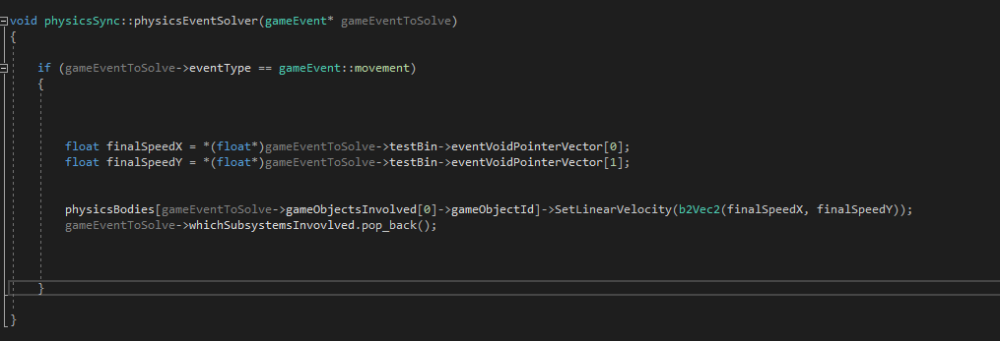 void physicsSync::physicsEventSolver(gameEvent* gameEventToSolve)
{
if (gameEventToSolve->eventType == gameEvent::movement)
{
float finalSpeedX = *(float*)gameEventToSolve->testBin->eventVoidPointerVector[0];
float finalSpeedY = *(float*)gameEventToSolve->testBin->eventVoidPointerVector[1];
physicsBodies[gameEventToSolve->gameObjectsInvolved[0]->gameObjectId]->SetLinearVelocity(b2Vec2(finalSpeedX, finalSpeedY));
gameEventToSolve->whichSubsystemsInvovlved.pop_back();
}
}